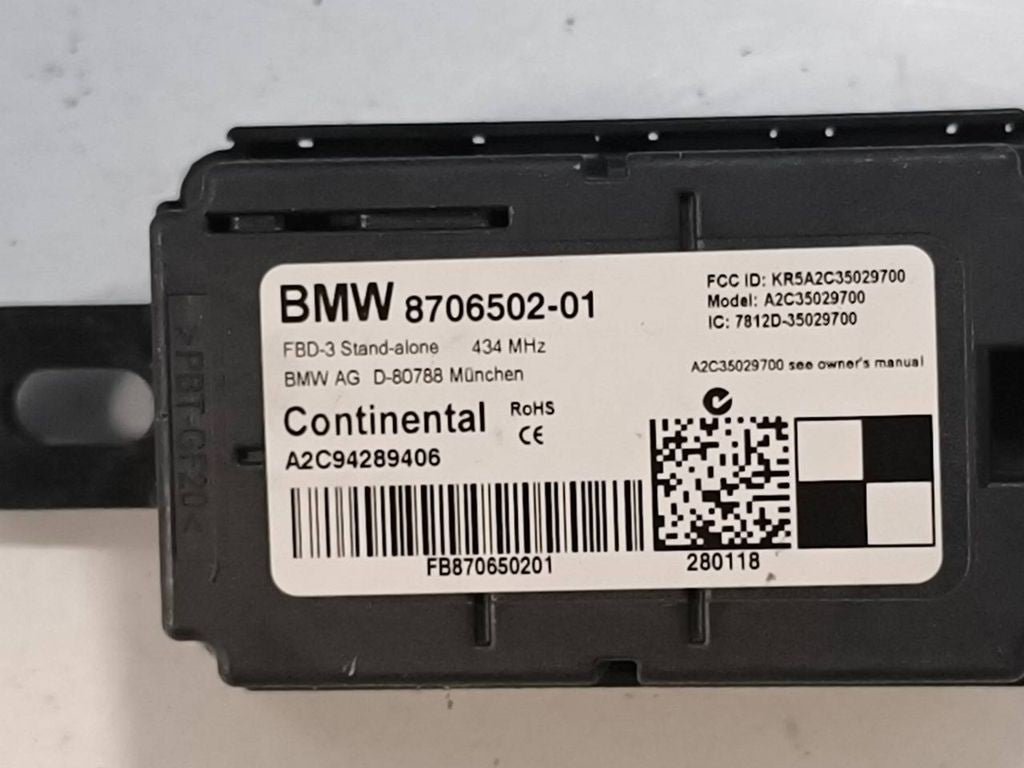 BMW 8706502-01
FBD-3 Stand-alone 434 MHz
BMW AG D-80788 München
Continental RoHS
CE
A2C94289406
FB870650201
FCC ID: KR5A2C35029700
Model: A2C35029700
IC: 7812D-35029700
A2C35029700 see owner's manual
280118
>PBT-GF20<